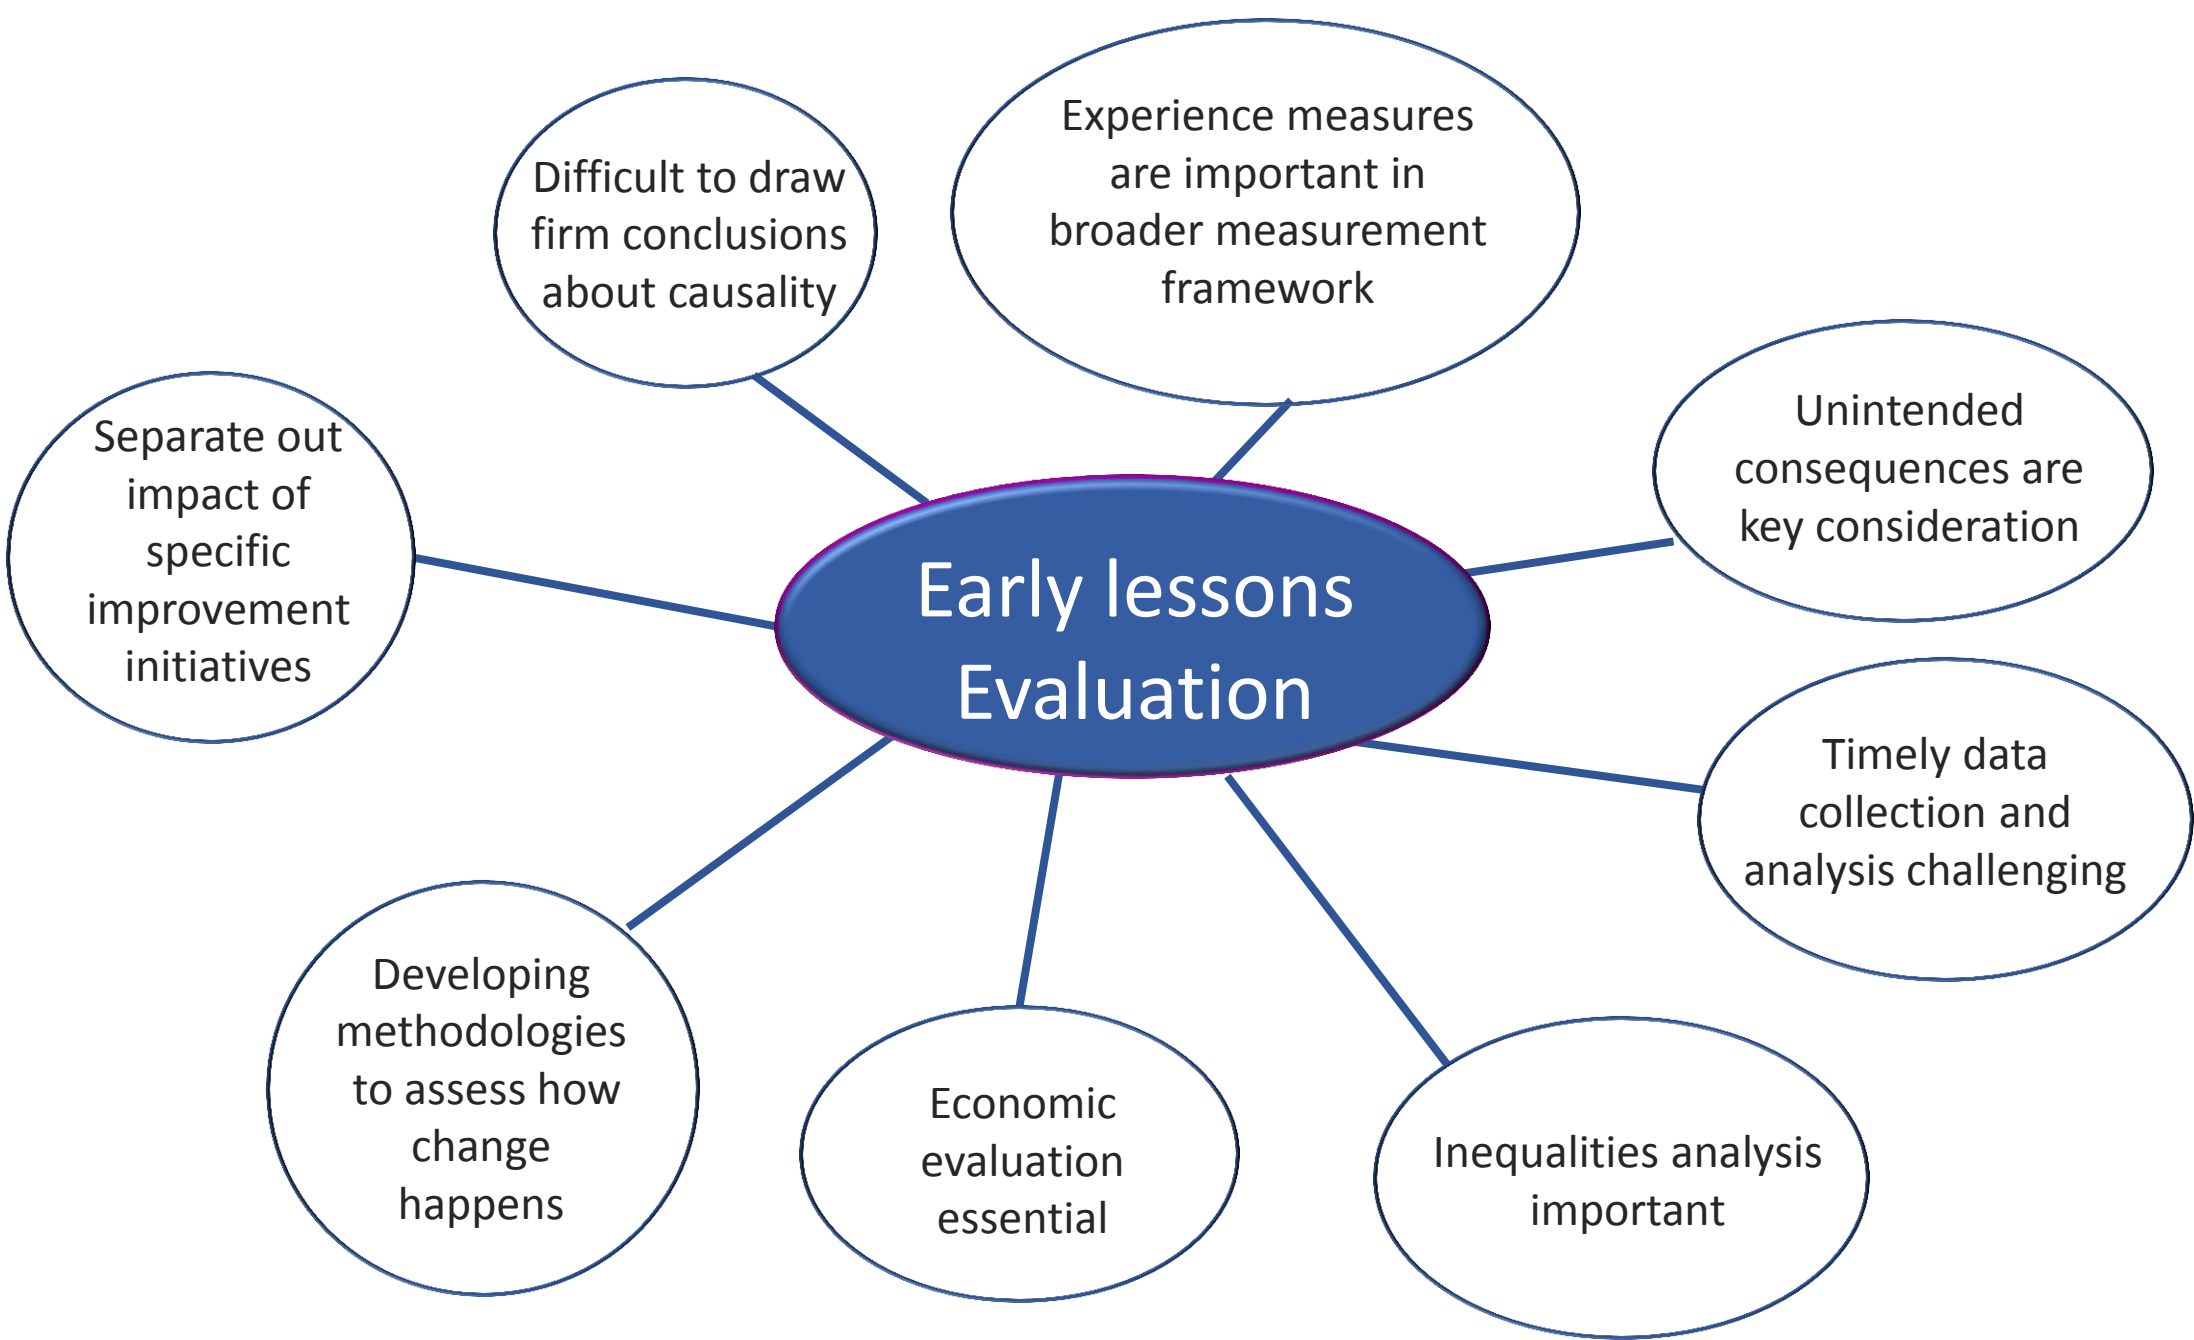 Experience measures
are important in
broader measurement
framework
Difficult to draw
firm conclusions
about causality
Unintended
consequences are
key consideration
Separate out
impact of
specific
improvement
initiatives
Early lessons
Evaluation
Timely data
collection and
analysis challenging
Developing
methodologies
to assess how
change
happens
Economic
evaluation
essential
Inequalities analysis
important